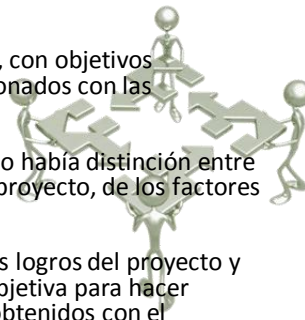 , con objetivos
onados con las
o había distinción entre
proyecto, de los factores
s logros del proyecto y
bjetiva para hacer
btenidos con el